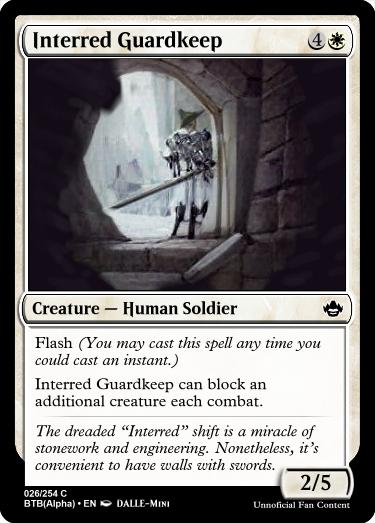 Interred Guardkeep 4
Creature — Human Soldier
Flash (You may cast this spell any time you
could cast an instant.)
Interred Guardkeep can block an
additional creature each combat.
The dreaded “Interred” shift is a miracle of
stonework and engineering. Nonetheless, it’s
convenient to have walls with swords.
2/5
026/254 C
BTB(Alpha) • EN DALLE-Mini
Unofficial Fan Content